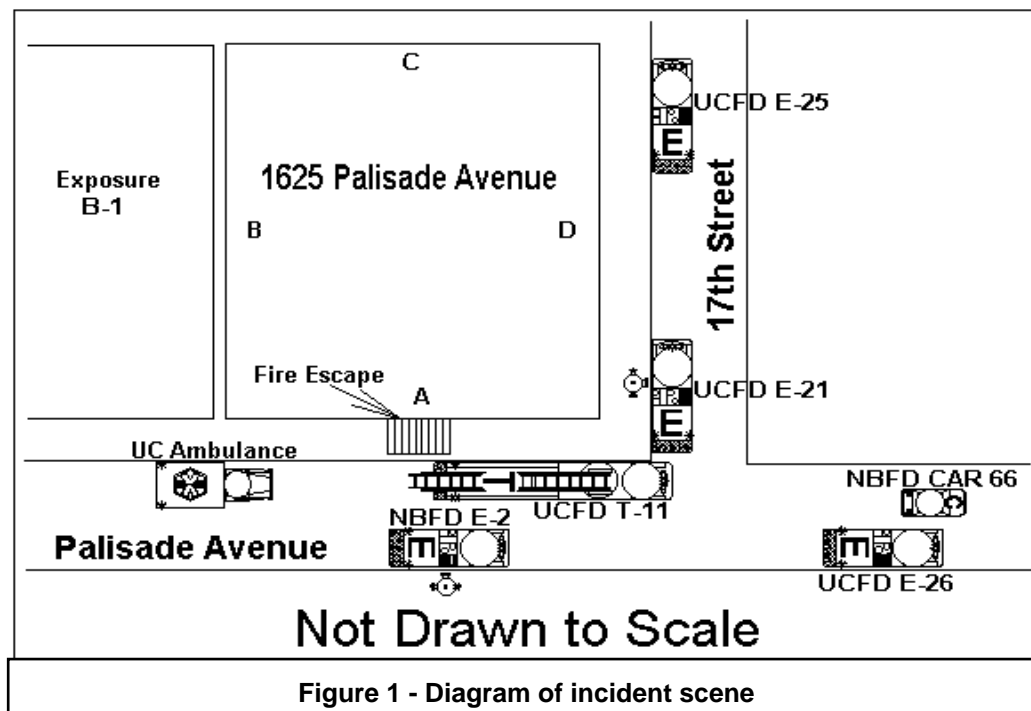 C
UCFD E-25
E
Exposure
B-1
1625 Palisade Avenue
B
D
17th Street
Fire Escape
A
UCFD E-21
E
UC Ambulance
NBFD CAR 66
C
NBFD E-2
UCFD T-11
E
E
Palisade Avenue
UCFD E-26
Not Drawn to Scale
Figure 1 - Diagram of incident scene